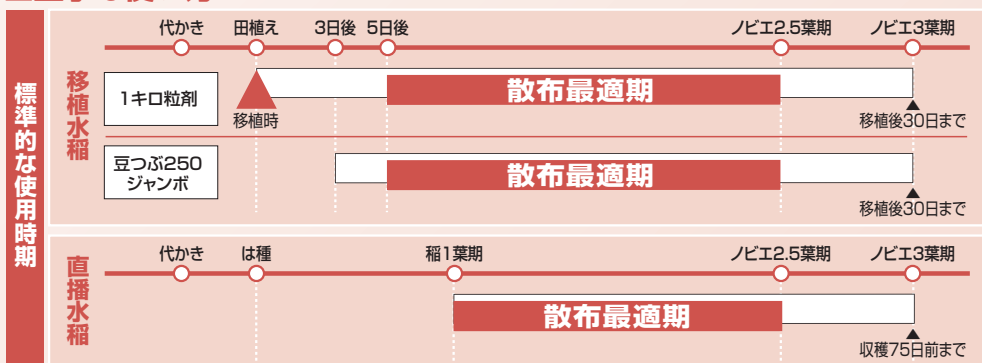 標準的な使用時期
移植水稲
代かき 田植え 3日後 5日後 ノビエ2.5葉期 ノビエ3葉期
1キロ粒剤
散布最適期
移植時
移植後30日まで
豆つぶ250
ジャンボ
散布最適期
移植後30日まで
直播水稲
代かき は種 稲1葉期 ノビエ2.5葉期 ノビエ3葉期
散布最適期
収穫75日前まで